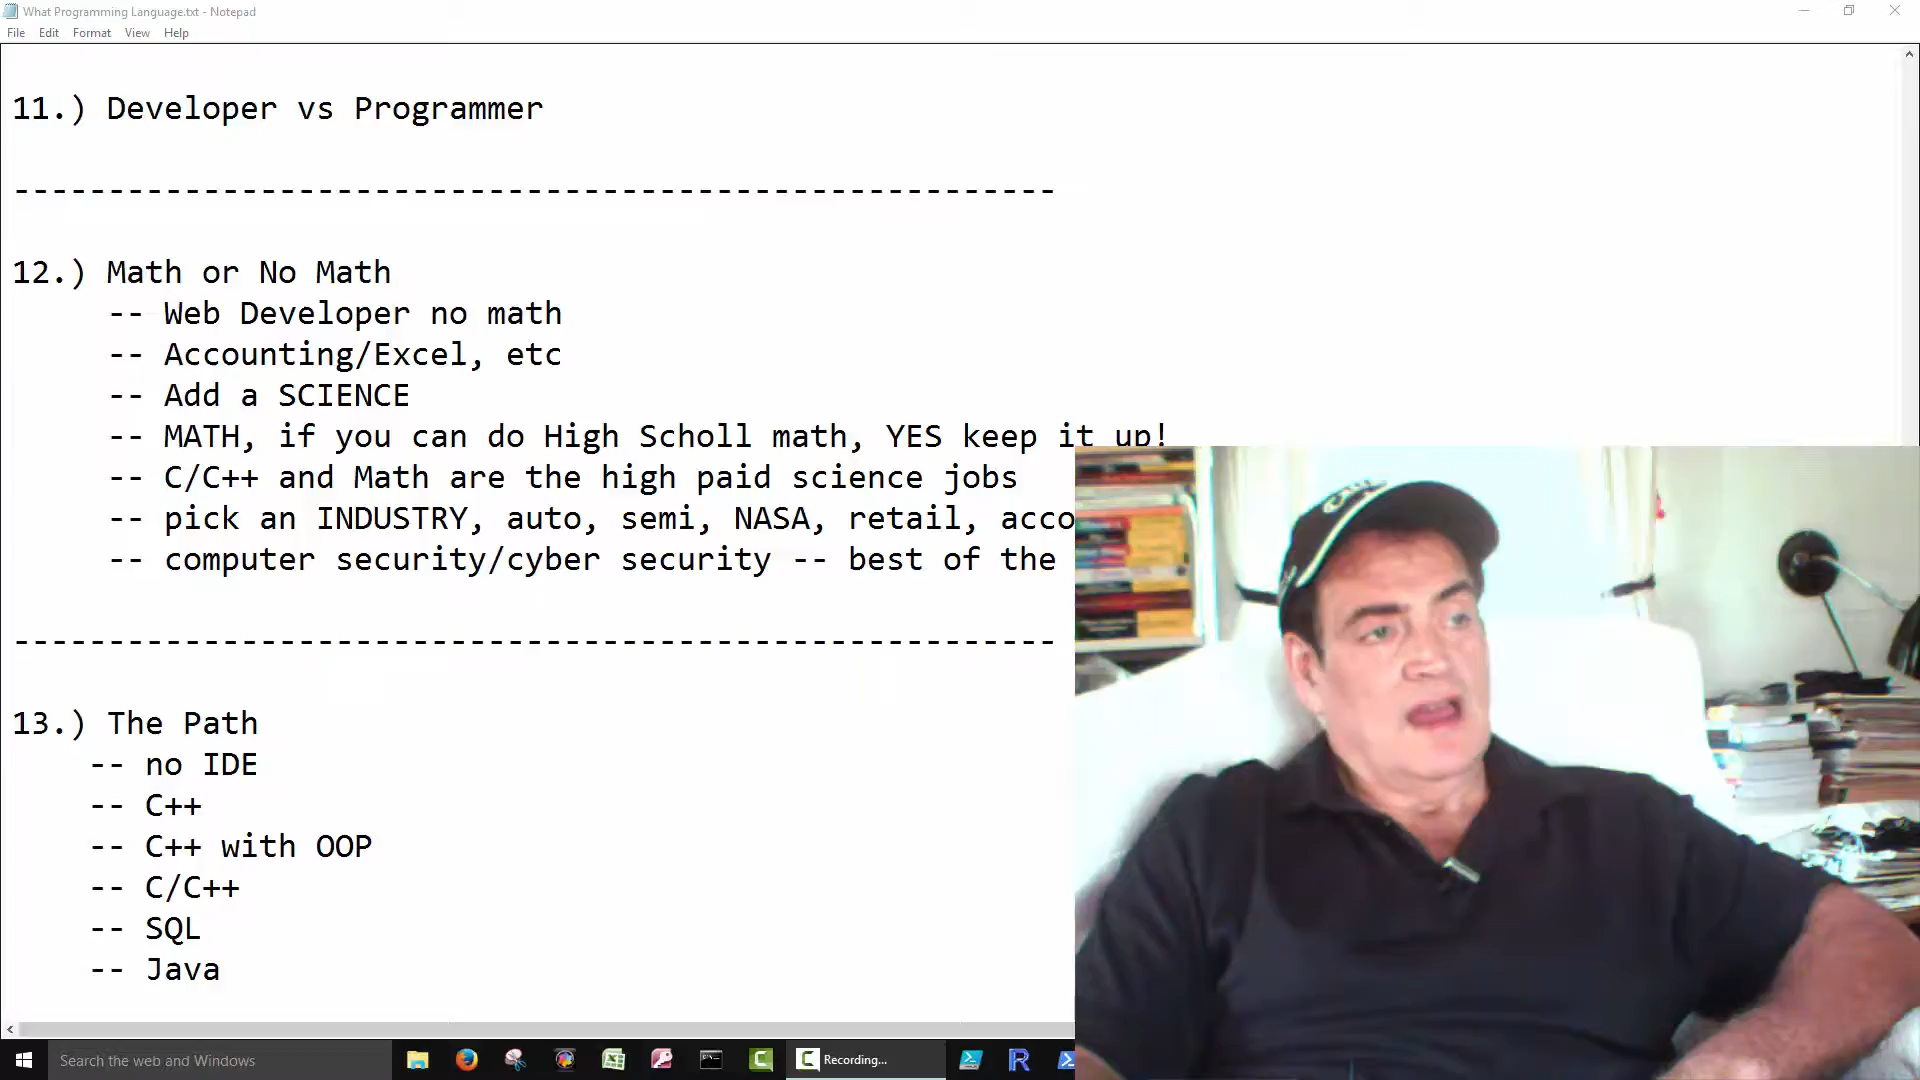 What Programming Language.txt - Notepad
File Edit Format View Help
11.) Developer vs Programmer
-------------------------------------------------------
12.) Math or No Math
-- Web Developer no math
-- Accounting/Excel, etc
-- Add a SCIENCE
-- MATH, if you can do High Scholl math, YES keep it up!
-- C/C++ and Math are the high paid science jobs
-- pick an INDUSTRY, auto, semi, NASA, retail, acco
-- computer security/cyber security -- best of the
-------------------------------------------------------
13.) The Path
-- no IDE
-- C++
-- C++ with OOP
-- C/C++
-- SQL
-- Java
Search the web and Windows
Recording...